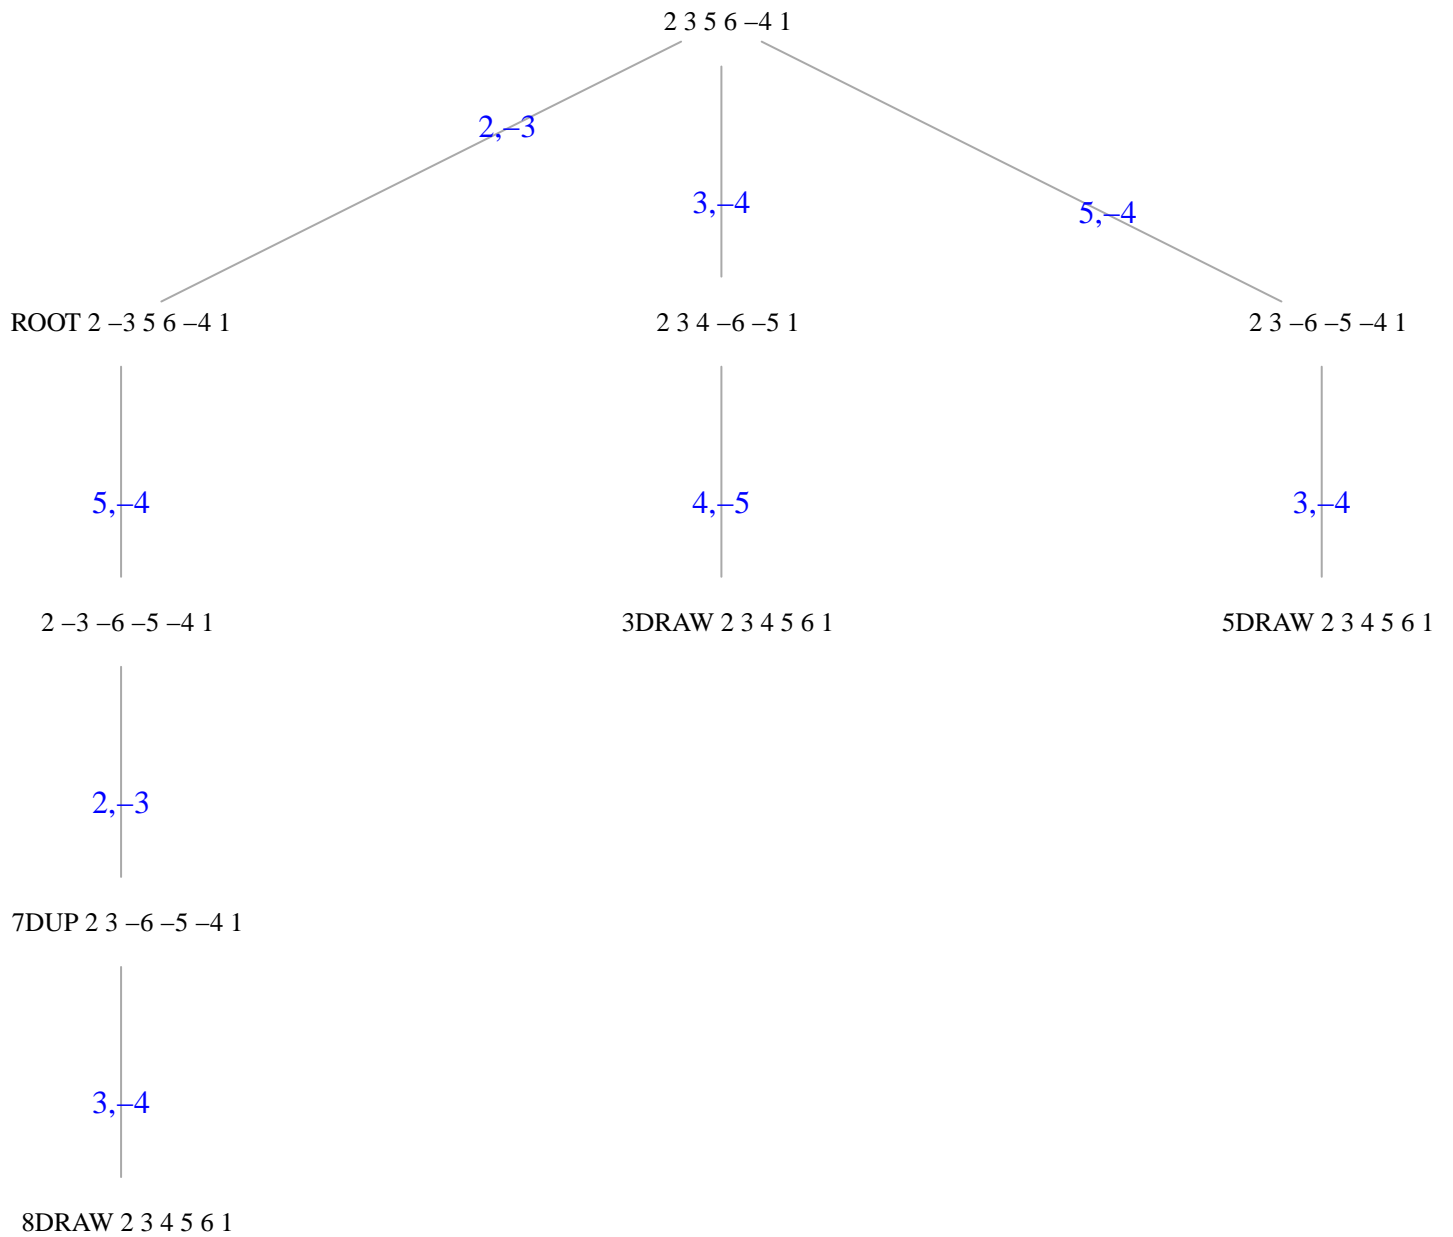 2 3 5 6 –4 1
2,–3
3,–4
5,–4
ROOT 2 –3 5 6 –4 1
2 3 4 –6 –5 1
2 3 –6 –5 –4 1
5,–4
4,–5
3,–4
2 –3 –6 –5 –4 1
3DRAW 2 3 4 5 6 1
5DRAW 2 3 4 5 6 1
2,–3
7DUP 2 3 –6 –5 –4 1
3,–4
8DRAW 2 3 4 5 6 1